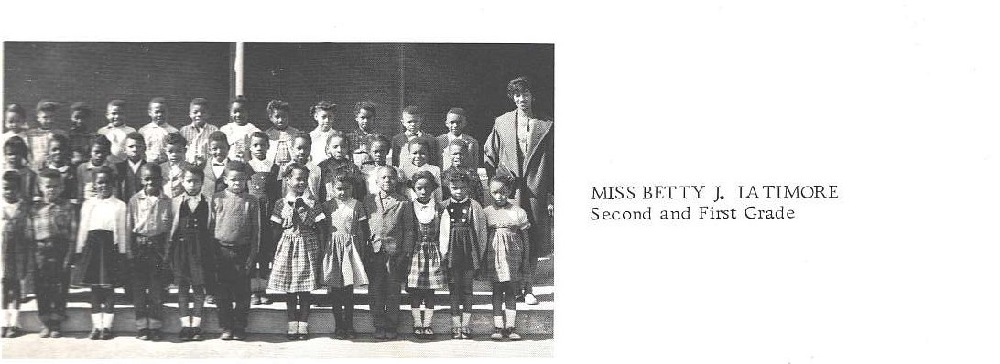 MISS BETTY J. LATIMORE
Second and First Grade